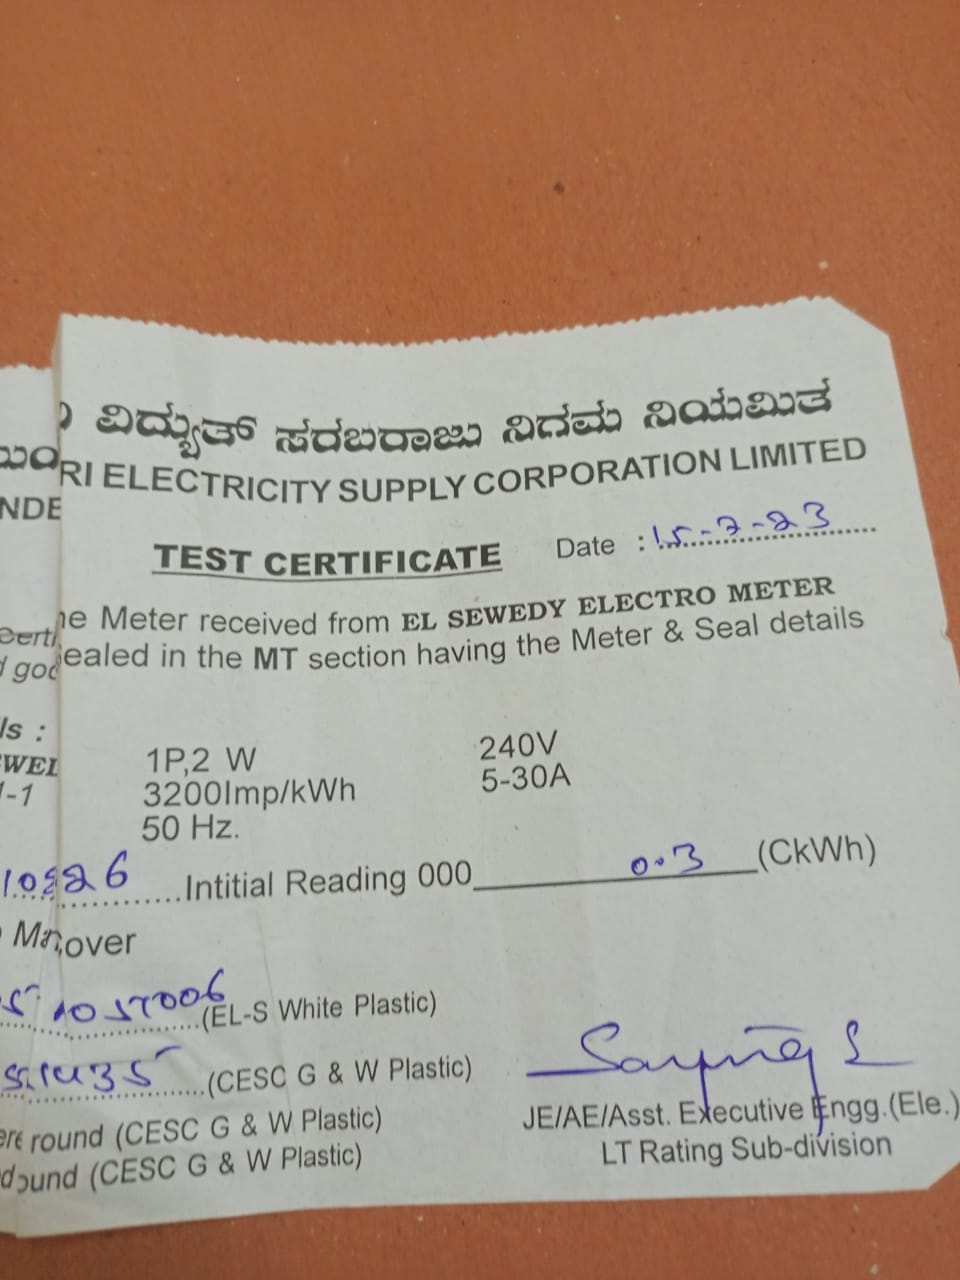 ವಿದ್ಯುತ್ ಸರಬರಾಜು ನಿಗಮ ನಿಯಮಿತ
RI ELECTRICITY SUPPLY CORPORATION LIMITED
NDE
TEST CERTIFICATE Date : 15-7-23
he Meter received from EL SEWEDY ELECTRO METER
ealed in the MT section having the Meter & Seal details
ls :
1P,2 W 240V
3200Imp/kWh 5-30A
50 Hz.
Intitial Reading 000 0.3 (CkWh)
over
(EL-S White Plastic)
(CESC G & W Plastic)
round (CESC G & W Plastic)
ound (CESC G & W Plastic)
JE/AE/Asst. Executive Engg.(Ele.)
LT Rating Sub-division